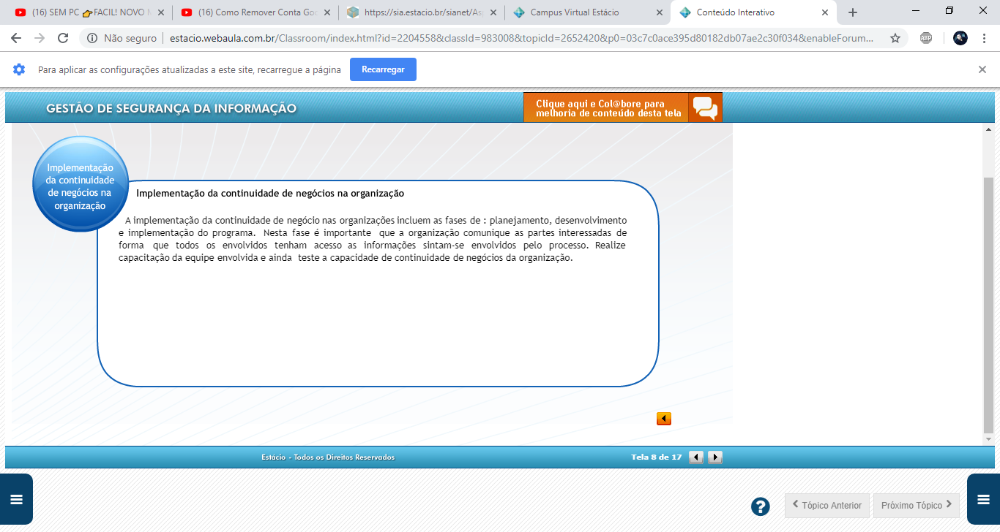 (16) SEM PC 👉FACIL! NOVO
(16) Como Remover Conta Goo
https://sia.estacio.br/sianet/Asp
Campus Virtual Estácio
Conteúdo Interativo
Não seguro
estacio.webaula.com.br/Classroom/index.html?id=2204558&classId=983008&topicId=2652420&p0=03c7c0ace395d80182db07ae2c30f034&enableForum...
ABP
Para aplicar as configurações atualizadas a este site, recarregue a página
Recarregar
GESTÃO DE SEGURANÇA DA INFORMAÇÃO
Clique aqui e Col@bore para
melhoria de conteúdo desta tela
Implementação
da continuidade
de negócios na
organização
Implementação da continuidade de negócios na organização
A implementação da continuidade de negócio nas organizações incluem as fases de : planejamento, desenvolvimento
e implementação do programa. Nesta fase é importante que a organização comunique as partes interessadas de
forma que todos os envolvidos tenham acesso as informações sintam-se envolvidos pelo processo. Realize
capacitação da equipe envolvida e ainda teste a capacidade de continuidade de negócios da organização.
Estácio - Todos os Direitos Reservados
Tela 8 de 17
?
Tópico Anterior
Próximo Tópico